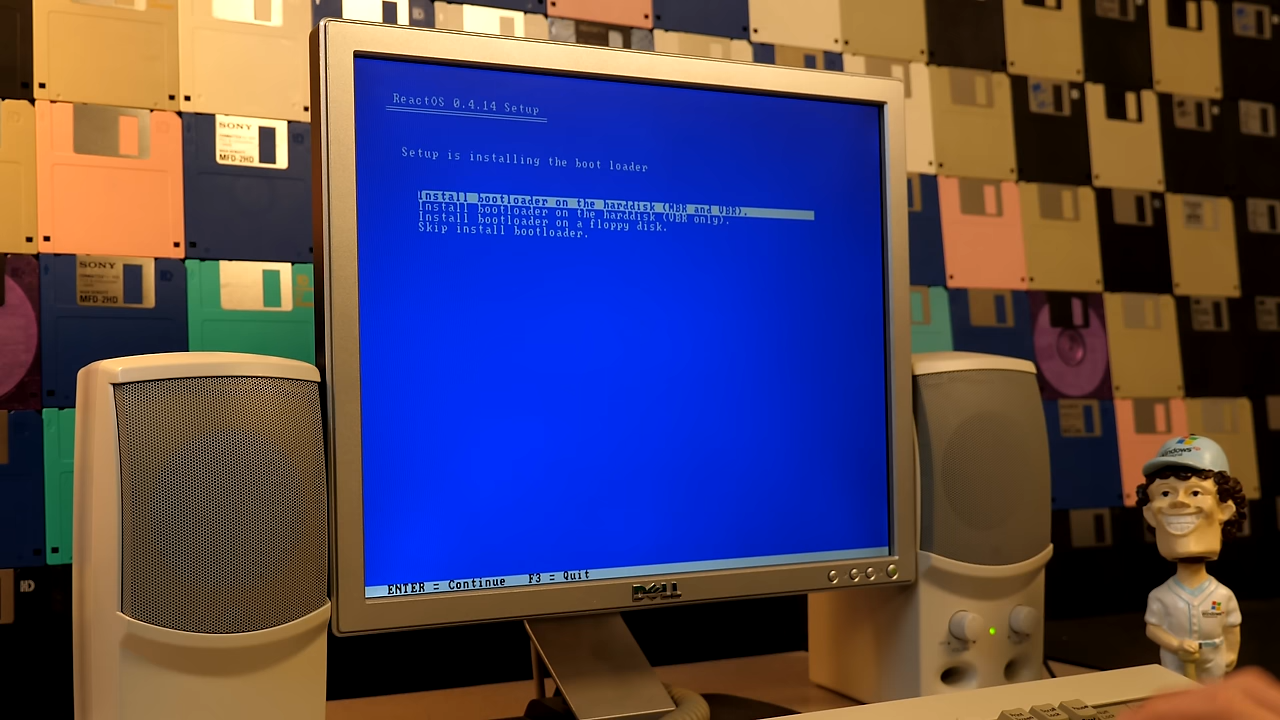 SONY
MFD-2HD
SONY
MFD-2HD
HD
ReactOS 0.4.14 Setup
Setup is installing the boot loader
Install bootloader on the harddisk (MBR and VBR).
Install bootloader on the harddisk (VBR only).
Install bootloader on a floppy disk.
Skip install bootloader.
ENTER = Continue F3 = Quit
DELL